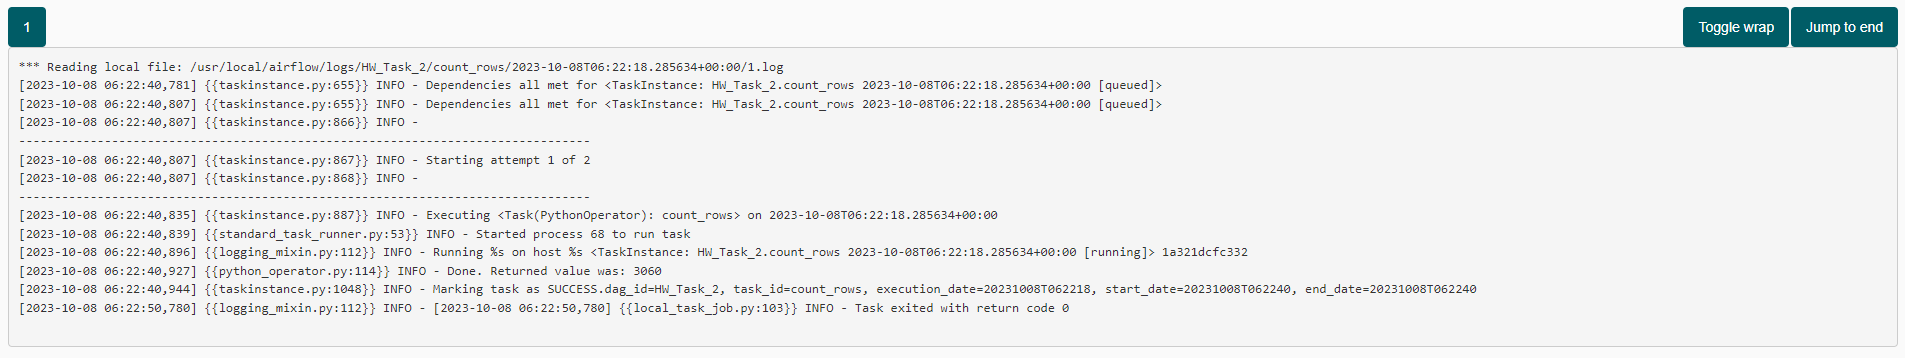 1
Toggle wrap
Jump to end
*** Reading local file: /usr/local/airflow/logs/HW_Task_2/count_rows/2023-10-08T06:22:18.285634+00:00/1.log
[2023-10-08 06:22:40,781] {{taskinstance.py:655}} INFO - Dependencies all met for <TaskInstance: HW_Task_2.count_rows 2023-10-08T06:22:18.285634+00:00 [queued]>
[2023-10-08 06:22:40,807] {{taskinstance.py:655}} INFO - Dependencies all met for <TaskInstance: HW_Task_2.count_rows 2023-10-08T06:22:18.285634+00:00 [queued]>
[2023-10-08 06:22:40,807] {{taskinstance.py:866}} INFO -
--------------------------------------------------------------------------------
[2023-10-08 06:22:40,807] {{taskinstance.py:867}} INFO - Starting attempt 1 of 2
[2023-10-08 06:22:40,807] {{taskinstance.py:868}} INFO -
--------------------------------------------------------------------------------
[2023-10-08 06:22:40,835] {{taskinstance.py:887}} INFO - Executing <Task(PythonOperator): count_rows> on 2023-10-08T06:22:18.285634+00:00
[2023-10-08 06:22:40,839] {{standard_task_runner.py:53}} INFO - Started process 68 to run task
[2023-10-08 06:22:40,896] {{logging_mixin.py:112}} INFO - Running %s on host %s <TaskInstance: HW_Task_2.count_rows 2023-10-08T06:22:18.285634+00:00 [running]> 1a321dcfc332
[2023-10-08 06:22:40,927] {{python_operator.py:114}} INFO - Done. Returned value was: 3060
[2023-10-08 06:22:40,944] {{taskinstance.py:1048}} INFO - Marking task as SUCCESS.dag_id=HW_Task_2, task_id=count_rows, execution_date=20231008T062218, start_date=20231008T062240, end_date=20231008T062240
[2023-10-08 06:22:50,780] {{logging_mixin.py:112}} INFO - [2023-10-08 06:22:50,780] {{local_task_job.py:103}} INFO - Task exited with return code 0